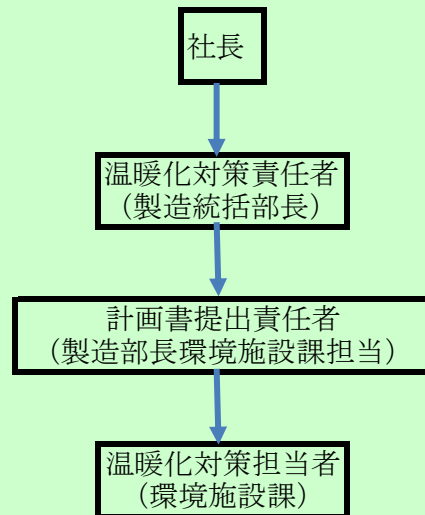 社長
温暖化対策責任者
（製造統括部長）
計画書提出責任者
（製造部長環境施設課担当）
温暖化対策担当者
（環境施設課）